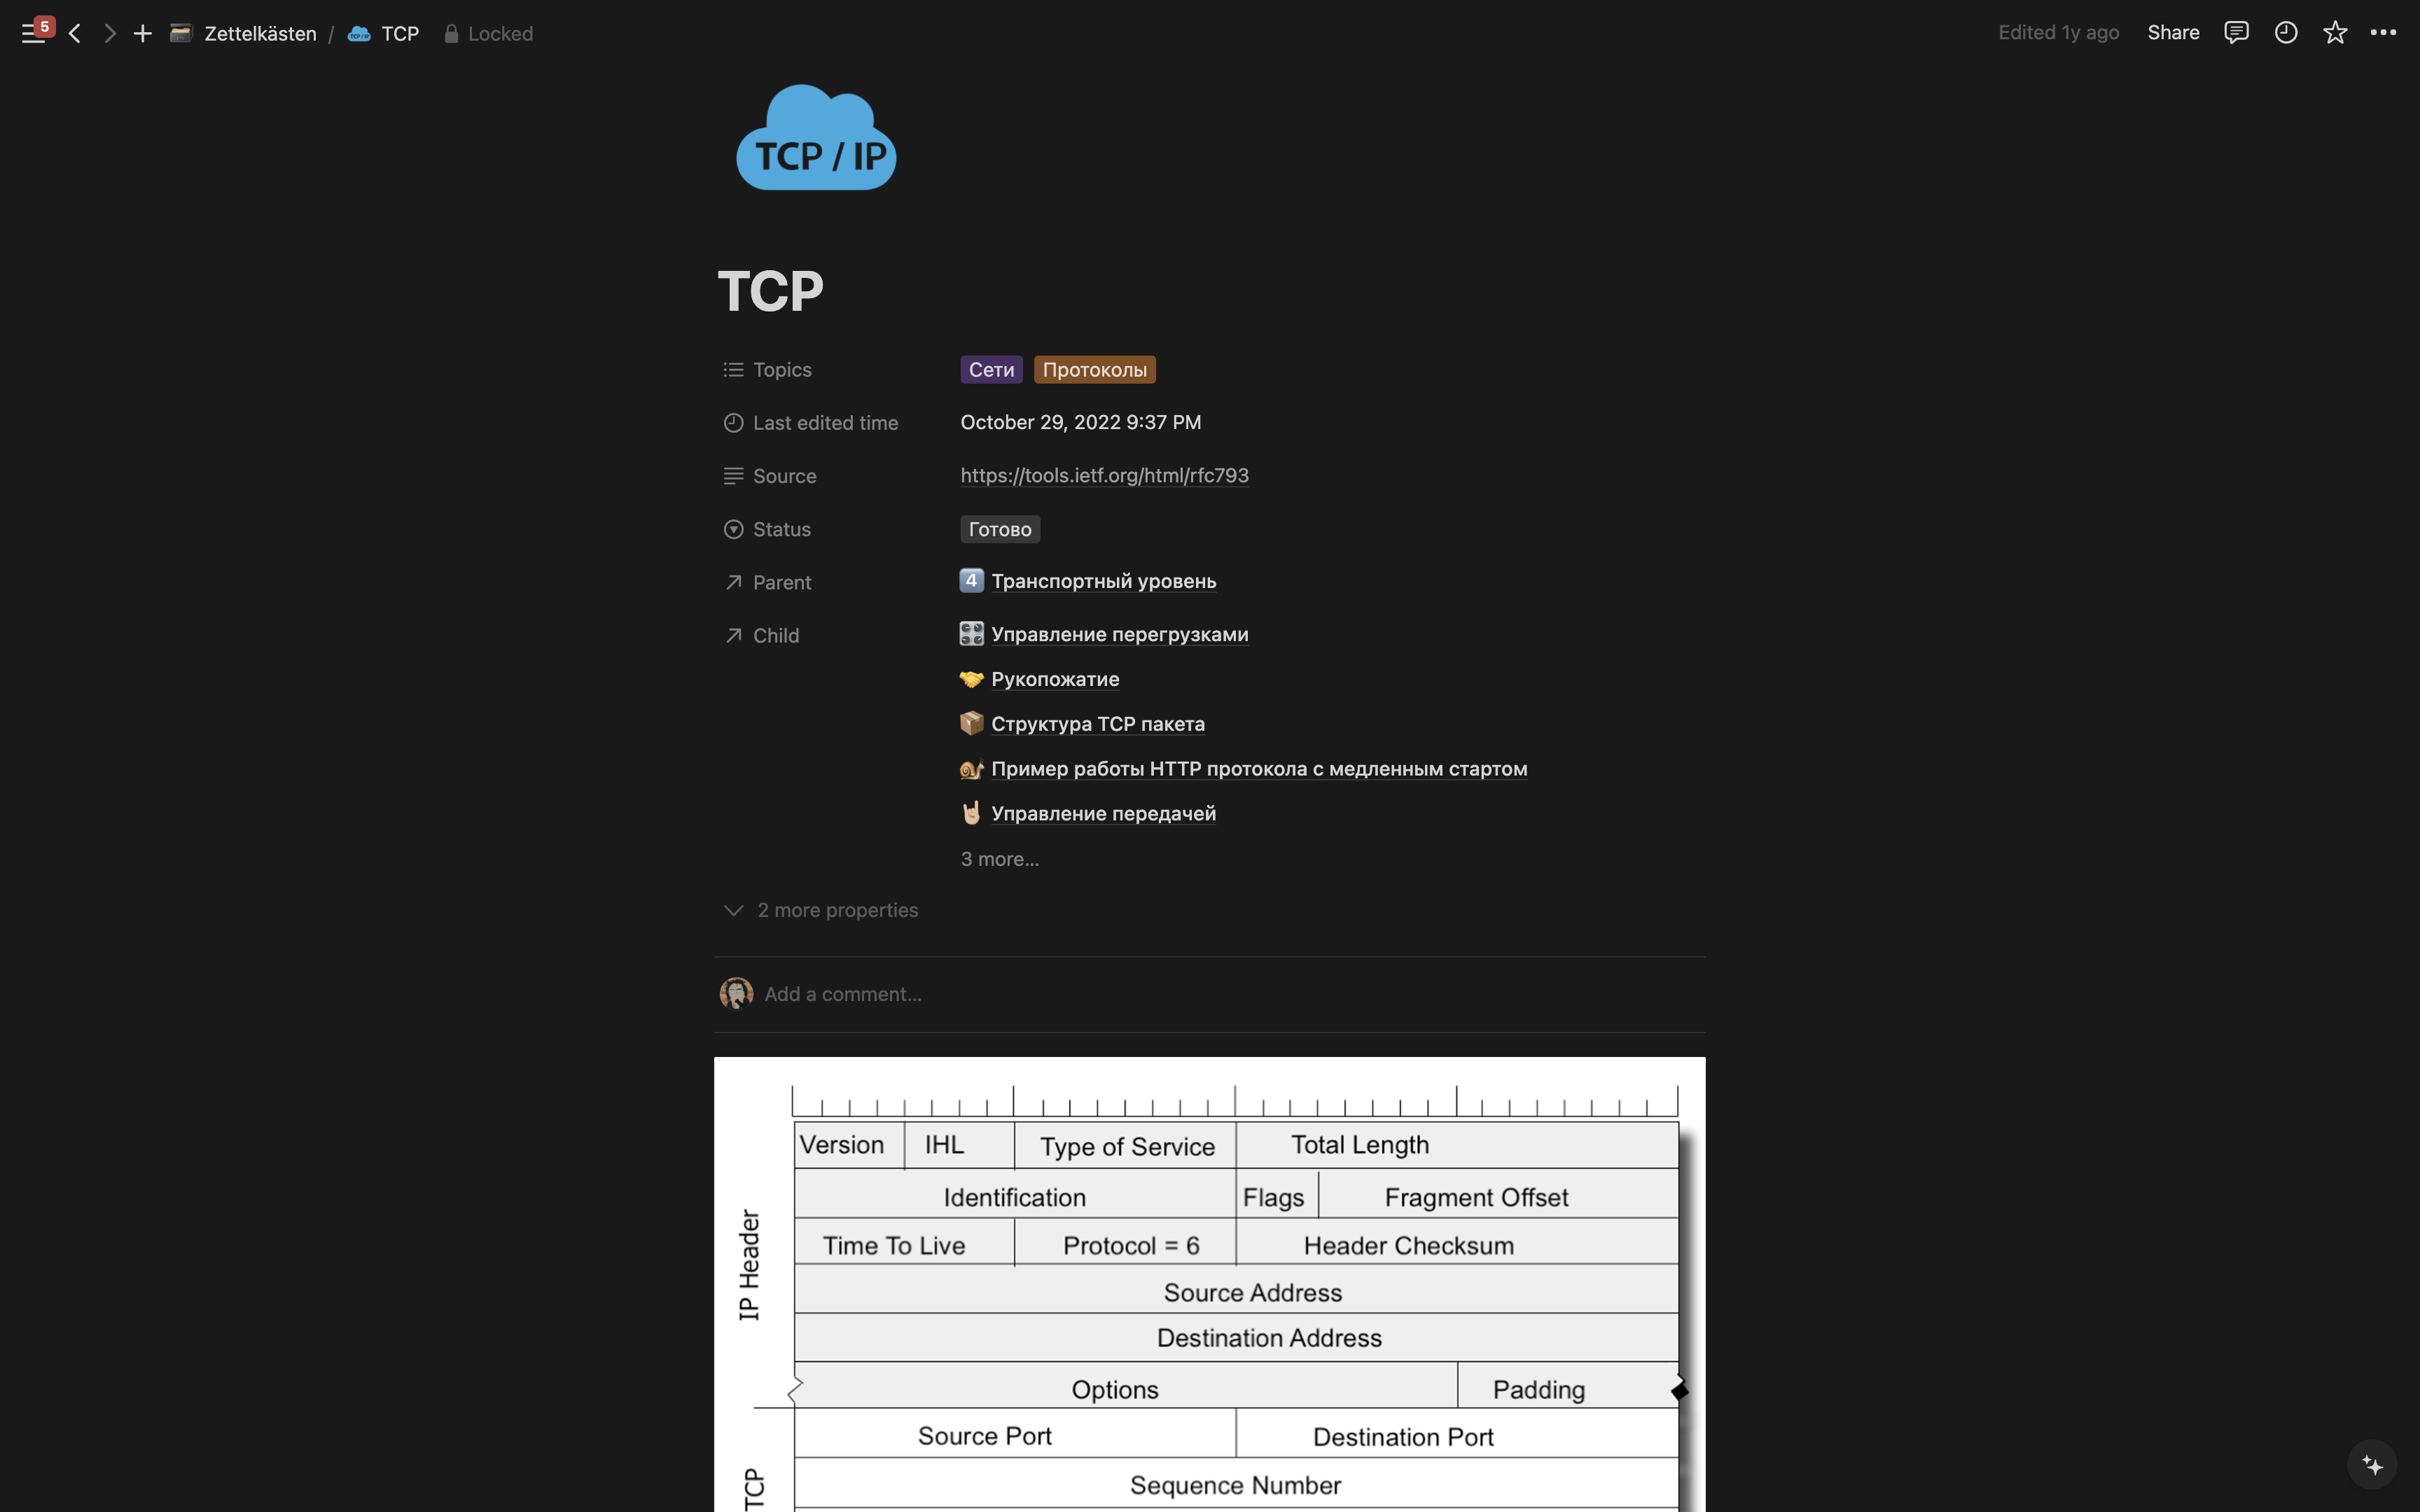 5
Zettelkästen / TCP Locked
Edited 1y ago Share
TCP / IP
TCP
Topics Сети Протоколы
Last edited time October 29, 2022 9:37 PM
Source https://tools.ietf.org/html/rfc793
Status Готово
Parent 4 Транспортный уровень
Child Управление перегрузками
Рукопожатие
Структура TCP пакета
Пример работы HTTP протокола с медленным стартом
Управление передачей
3 more...
2 more properties
Add a comment...
Version IHL Type of Service Total Length
Identification Flags Fragment Offset
Time To Live Protocol = 6 Header Checksum
IP Header
Source Address
Destination Address
Options Padding
Source Port Destination Port
TCP
Sequence Number